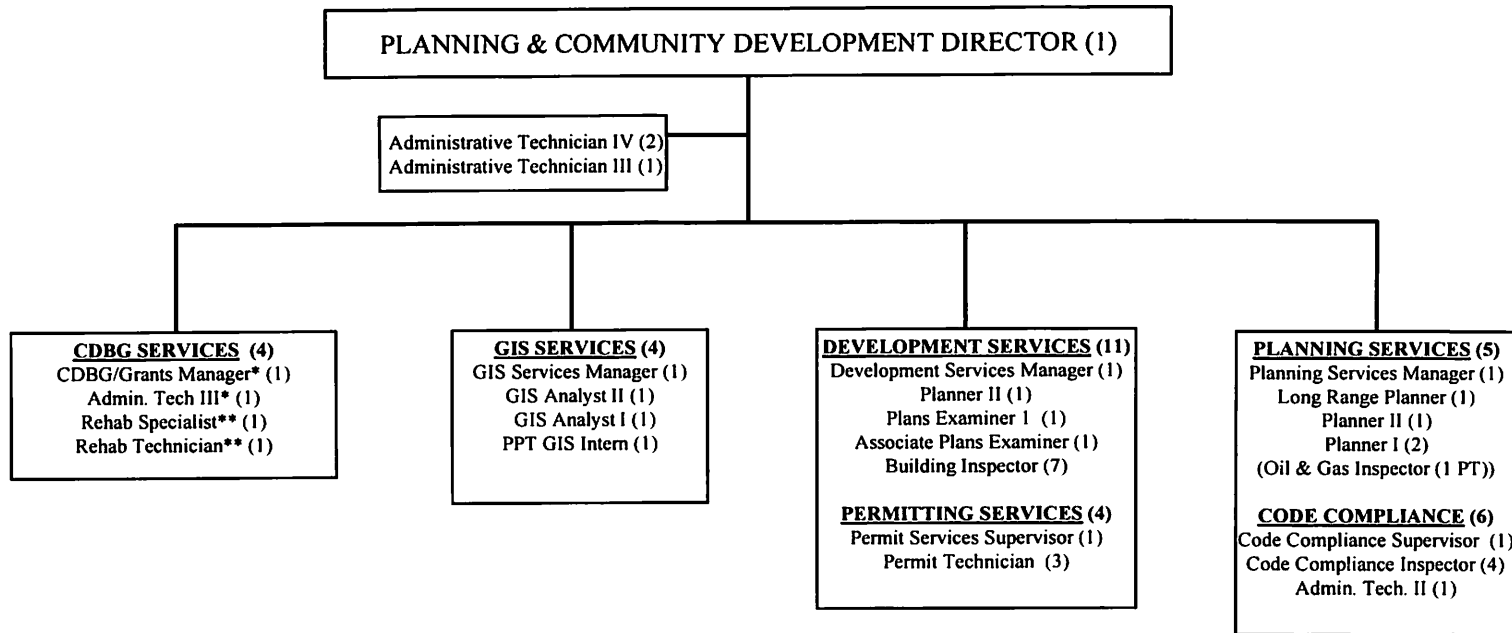 PLANNING & COMMUNITY DEVELOPMENT DIRECTOR (1)
Administrative Technician IV (2)
Administrative Technician III (1)
CDBG SERVICES (4)
CDBG/Grants Manager* (1)
Admin. Tech III* (1)
Rehab Specialist** (1)
Rehab Technician** (1)
GIS SERVICES (4)
GIS Services Manager (1)
GIS Analyst II (1)
GIS Analyst I (1)
PPT GIS Intern (1)
DEVELOPMENT SERVICES (11)
Development Services Manager (1)
Planner II (1)
Plans Examiner 1 (1)
Associate Plans Examiner (1)
Building Inspector (7)
PERMITTING SERVICES (4)
Permit Services Supervisor (1)
Permit Technician (3)
PLANNING SERVICES (5)
Planning Services Manager (1)
Long Range Planner (1)
Planner II (1)
Planner I (2)
(Oil & Gas Inspector (1 PT))
CODE COMPLIANCE (6)
Code Compliance Supervisor (1)
Code Compliance Inspector (4)
Admin. Tech. II (1)